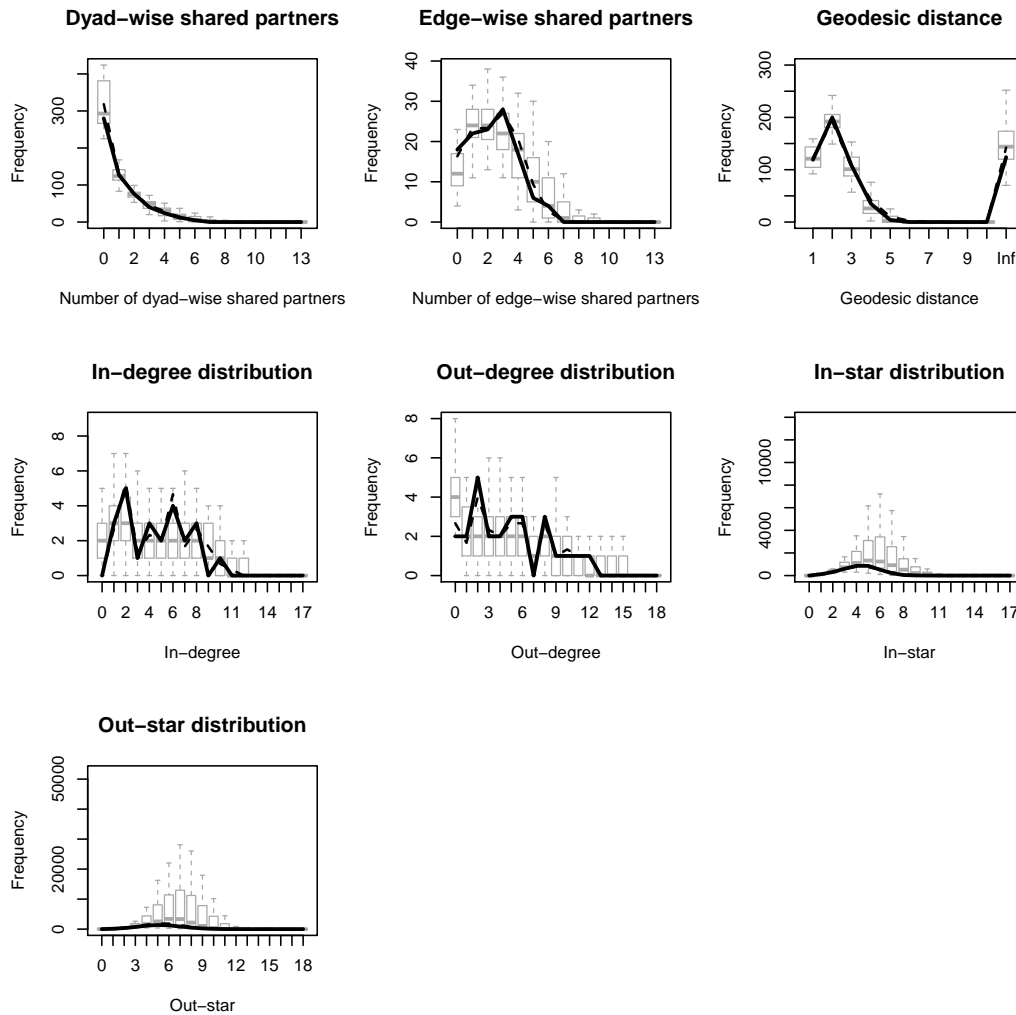 Dyad−wise shared partners
Edge−wise shared partners
Geodesic distance
Frequency
0 100 300
0 2 4 6 8 10 13
Number of dyad−wise shared partners
Frequency
0 10 20 30 40
0 2 4 6 8 10 13
Number of edge−wise shared partners
Frequency
0 100 200 300
1 3 5 7 9 Inf
Geodesic distance
In−degree distribution
Out−degree distribution
In−star distribution
Frequency
0 2 4 6 8
0 2 4 6 8 11 14 17
In−degree
Frequency
0 2 4 6 8
0 3 6 9 12 15 18
Out−degree
Frequency
0 4000 10000
0 2 4 6 8 11 14 17
In−star
Out−star distribution
Frequency
0 20000 50000
0 3 6 9 12 15 18
Out−star